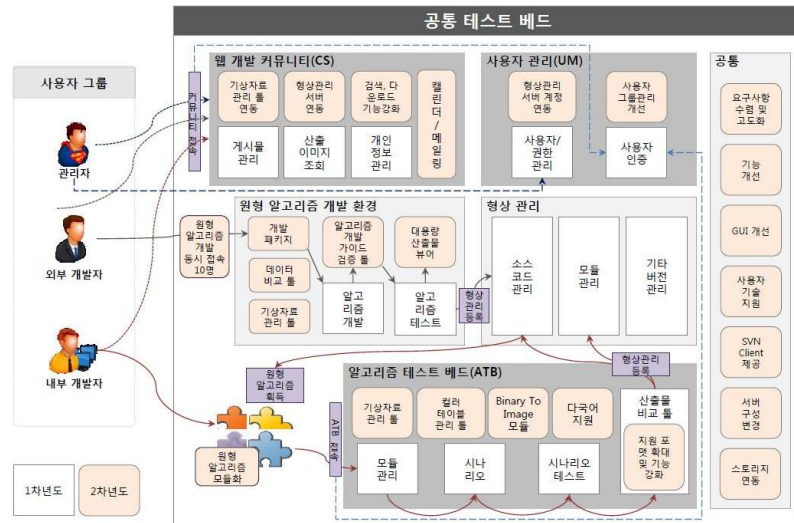 공통 테스트 베드
사용자 그룹
관리자
외부 개발자
내부 개발자
1차년도
2차년도
웹 개발 커뮤니티(CS)
커뮤니티 접속
기상자료
관리 툴
연동
형상관리
서버
연동
검색, 다
운로드
기능강화
캘린더/메일링
게시물
관리
산출
이미지
조회
개인
정보
관리
사용자 관리(UM)
형상관리
서버 계정
연동
사용자
그룹관리
개선
사용자/
권한
관리
사용자
인증
공통
요구사항
수렴 및
고도화
기능
개선
GUI 개선
사용자
기술
지원
SVN
Client
제공
서버
구성
변경
스토리지
연동
원형 알고리즘 개발 환경
원형
알고리즘
개발
동시 접속
10명
개발
패키지
알고리즘
개발
가이드
검증 툴
대용량
산출물
뷰어
데이터
비교 툴
기상자료
관리 툴
알고
리즘
개발
알고
리즘
테스트
형상
관리
등록
형상 관리
소스
코드
관리
모듈
관리
기타
버전
관리
원형
알고리즘
획득
원형
알고리즘
모듈화
ATB 접속
알고리즘 테스트 베드(ATB)
형상관리
등록
기상자료
관리 툴
컬러
테이블
관리 툴
Binary To
Image
모듈
다국어
지원
산출물
비교 툴
지원 포
맷 확대
및 기능
강화
모듈
관리
시나
리오
시나리오
테스트